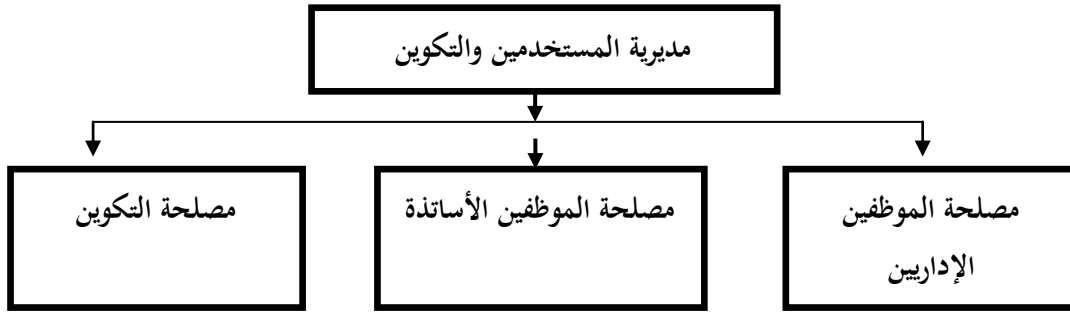 مديرية المستخدمين والتكوين
مصلحة الموظفين
الإداريين
مصلحة الموظفين الأساتذة
مصلحة التكوين